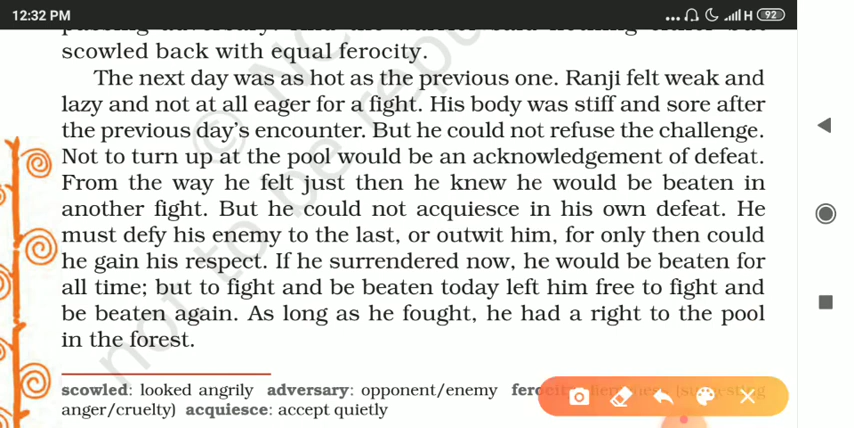 12:32 PM
H 92
scowled back with equal ferocity.
The next day was as hot as the previous one. Ranji felt weak and
lazy and not at all eager for a fight. His body was stiff and sore after
the previous day's encounter. But he could not refuse the challenge.
Not to turn up at the pool would be an acknowledgement of defeat.
From the way he felt just then he knew he would be beaten in
another fight. But he could not acquiesce in his own defeat. He
must defy his enemy to the last, or outwit him, for only then could
he gain his respect. If he surrendered now, he would be beaten for
all time; but to fight and be beaten today left him free to fight and
be beaten again. As long as he fought, he had a right to the pool
in the forest.
scowled: looked angrily adversary: opponent/enemy
anger/cruelty) acquiesce: accept quietly
not to be repu
© NC